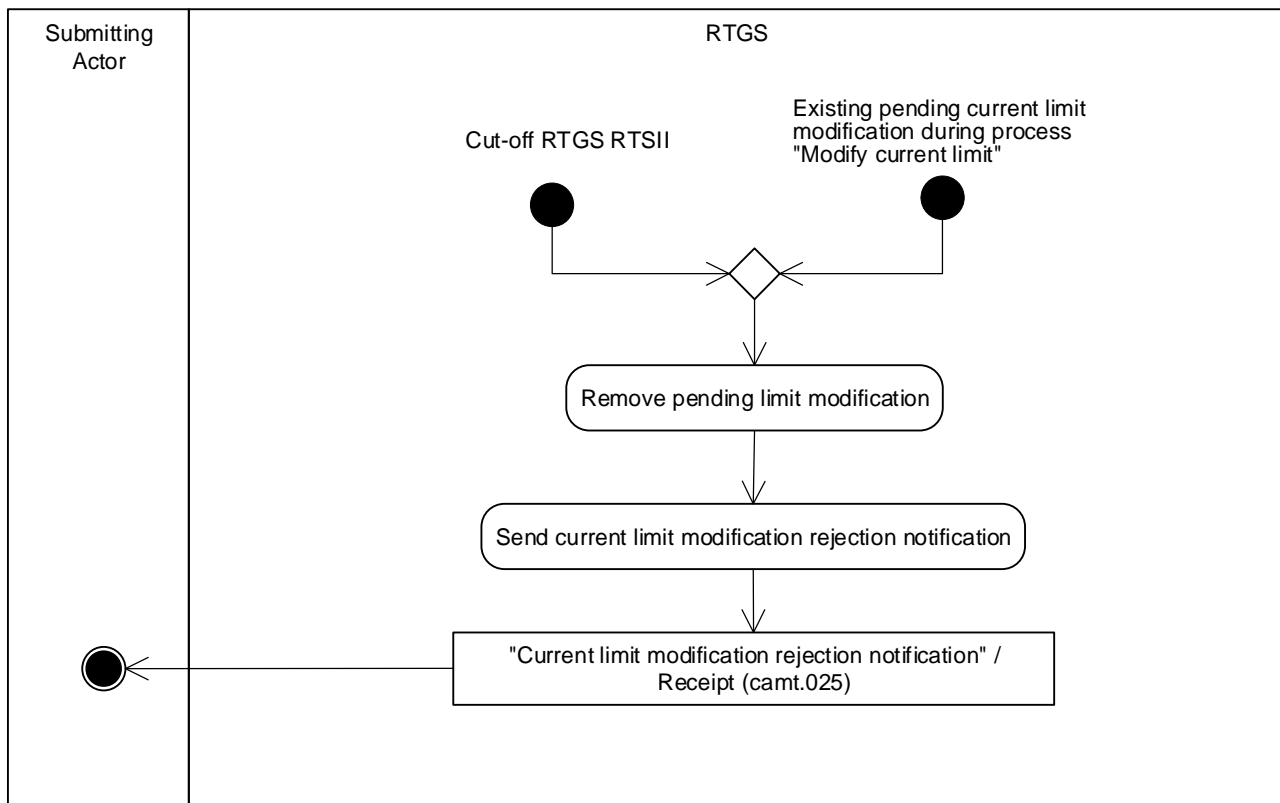 Submitting
Actor
RTGS
Existing pending current limit
modification during process
"Modify current limit"
Cut-off RTGS RTSII
Remove pending limit modification
Send current limit modification rejection notification
"Current limit modification rejection notification" /
Receipt (camt.025)